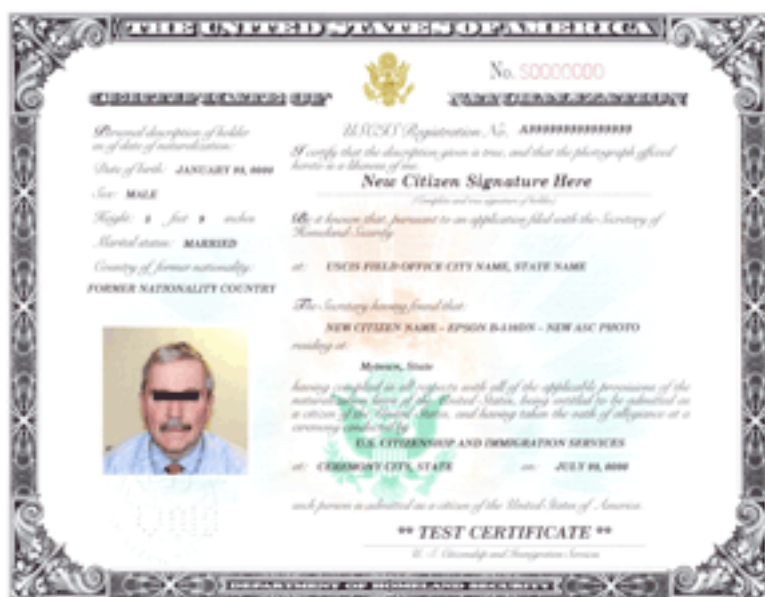 THE UNITED STATES OF AMERICA
No. S0000000
CERTIFICATE OF NATURALIZATION
Personal description of holder
as of date of naturalization:
Date of birth: JANUARY 00, 0000
Sex: MALE
Height: 5 feet 9 inches
Marital status: MARRIED
Country of former nationality:
FORMER NATIONALITY COUNTRY
USCIS Registration No.
I certify that the description given is true, and that the photograph affixed
hereto is a likeness of me.
New Citizen Signature Here
(Complete and true signature of holder)
Be it known that, pursuant to an application filed with the Secretary of
Homeland Security
at: USCIS FIELD OFFICE CITY NAME, STATE NAME
The Secretary having found that:
NEW CITIZEN NAME – EPSON B-510DN – NEW ASC PHOTO
residing at:
State
having complied in all respects with all of the applicable provisions of the
naturalization laws of the United States, being entitled to be admitted as
a citizen of the United States, and having taken the oath of allegiance at a
ceremony conducted by
U.S. CITIZENSHIP AND IMMIGRATION SERVICES
at: CEREMONY CITY, STATE on: JULY 00, 0000
such person is admitted as a citizen of the United States of America.
** TEST CERTIFICATE **
U. S. Citizenship and Immigration Services
DEPARTMENT OF HOMELAND SECURITY